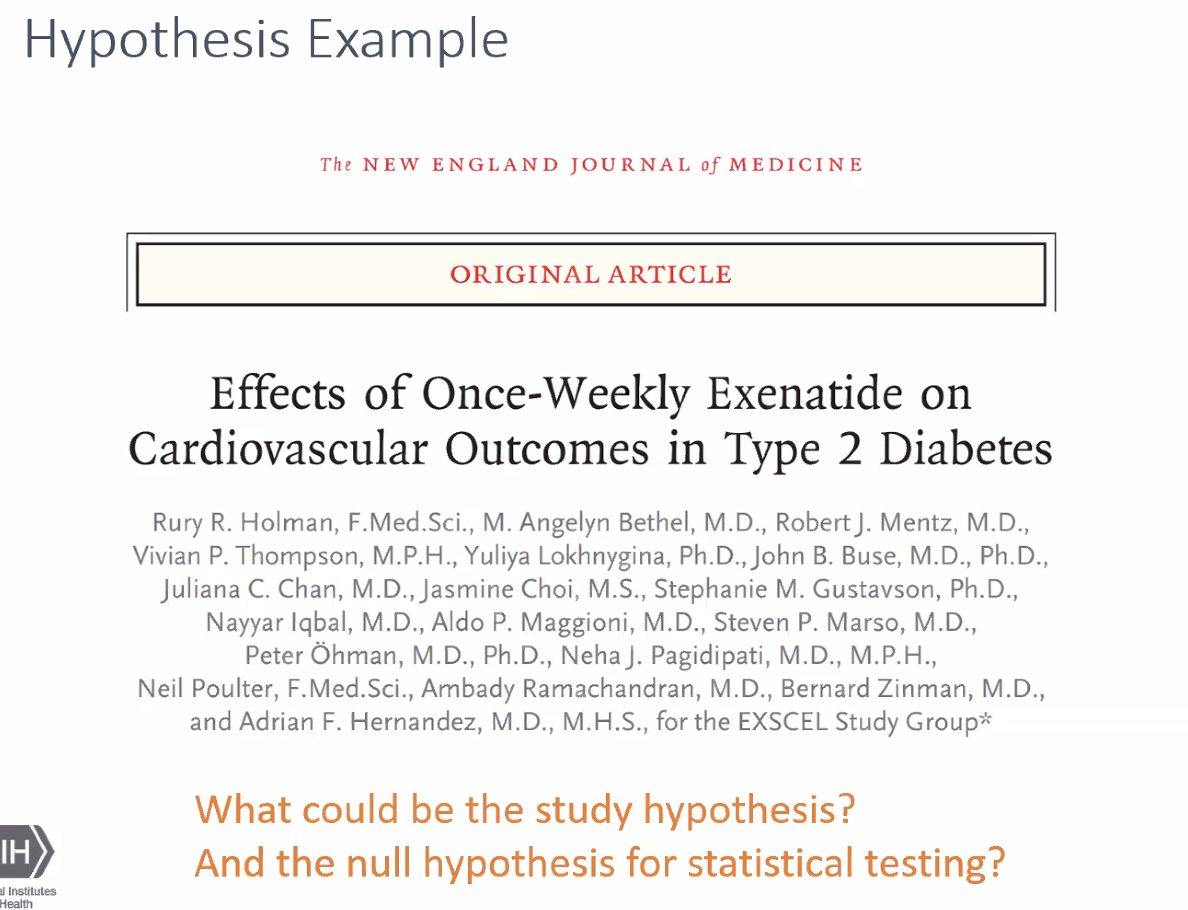 Hypothesis Example
The NEW ENGLAND JOURNAL of MEDICINE
ORIGINAL ARTICLE
Effects of Once-Weekly Exenatide on
Cardiovascular Outcomes in Type 2 Diabetes
Rury R. Holman, F.Med.Sci., M. Angelyn Bethel, M.D., Robert J. Mentz, M.D.,
Vivian P. Thompson, M.P.H., Yuliya Lokhnygina, Ph.D., John B. Buse, M.D., Ph.D.,
Juliana C. Chan, M.D., Jasmine Choi, M.S., Stephanie M. Gustavson, Ph.D.,
Nayyar Iqbal, M.D., Aldo P. Maggioni, M.D., Steven P. Marso, M.D.,
Peter Öhman, M.D., Ph.D., Neha J. Pagidipati, M.D., M.P.H.,
Neil Poulter, F.Med.Sci., Ambady Ramachandran, M.D., Bernard Zinman, M.D.,
and Adrian F. Hernandez, M.D., M.H.S., for the EXSCEL Study Group*
What could be the study hypothesis?
And the null hypothesis for statistical testing?
IH
al Institutes
Health